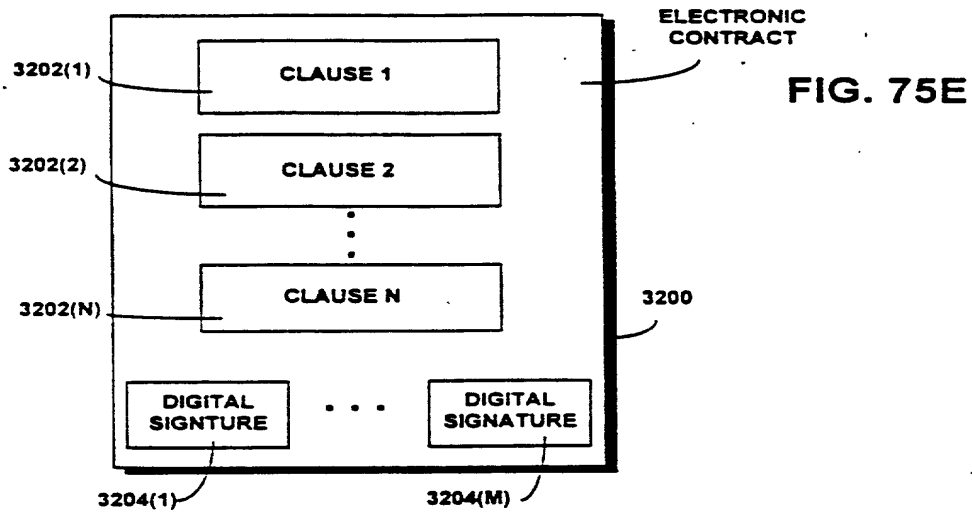 ELECTRONIC
CONTRACT
FIG. 75E
3202(1)
CLAUSE 1
3202(2)
CLAUSE 2
3202(N)
CLAUSE N
3200
DIGITAL
SIGNTURE
DIGITAL
SIGNATURE
3204(1)
3204(M)